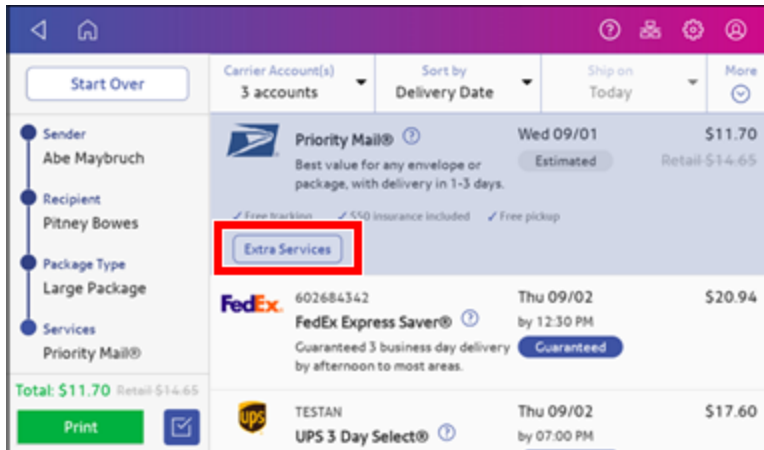 Start Over
Carrier Account(s)
3 accounts
Sort by
Delivery Date
Ship on
Today
More
Sender
Abe Maybruch
Recipient
Pitney Bowes
Package Type
Large Package
Services
Priority Mail®
Total: $11.70 Retail $14.65
Print
Priority Mail®
Best value for any envelope or
package, with delivery in 1-3 days.
Wed 09/01
Estimated
$11.70
Retail $14.65
✓ Free tracking ✓ $50 insurance included ✓ Free pickup
Extra Services
FedEx.
602684342
FedEx Express Saver®
Guaranteed 3 business day delivery
by afternoon to most areas.
Thu 09/02
by 12:30 PM
Guaranteed
$20.94
ups
TESTAN
UPS 3 Day Select®
Thu 09/02
by 07:00 PM
$17.60